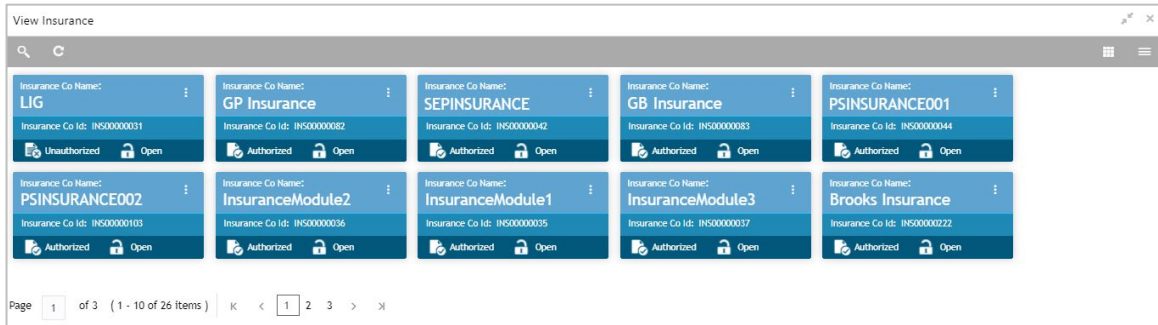 View Insurance
Insurance Co Name: Insurance Co Name: Insurance Co Name: Insurance Co Name: Insurance Co Name:
LIG GP Insurance SEPINSURANCE GB Insurance PSINSURANCE001
Insurance Co Id: INS00000031 Insurance Co Id: INS00000082 Insurance Co Id: INS00000042 Insurance Co Id: INS00000083 Insurance Co Id: INS00000044
Unauthorized Open Authorized Open Authorized Open Authorized Open Authorized Open
Insurance Co Name: Insurance Co Name: Insurance Co Name: Insurance Co Name: Insurance Co Name:
PSINSURANCE002 InsuranceModule2 InsuranceModule1 InsuranceModule3 Brooks Insurance
Insurance Co Id: INS00000103 Insurance Co Id: INS00000036 Insurance Co Id: INS00000035 Insurance Co Id: INS00000037 Insurance Co Id: INS00000222
Authorized Open Authorized Open Authorized Open Authorized Open Authorized Open
Page 1 of 3 ( 1 - 10 of 26 items ) 1 2 3